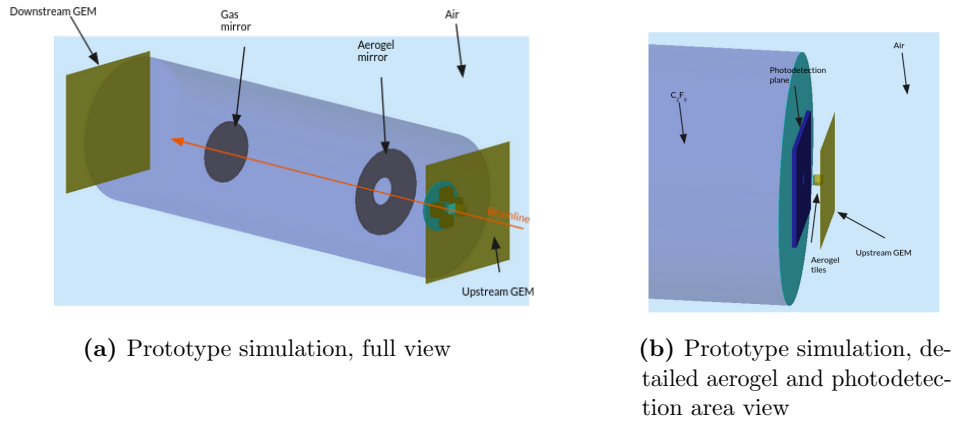 Downstream GEM
Gas
mirror
Aerogel
mirror
Air
Beamline
Upstream GEM
(a) Prototype simulation, full view
Air
Photodetection
plane
C₂F₆
Aerogel
tiles
Upstream GEM
(b) Prototype simulation, de-
tailed aerogel and photodetec-
tion area view